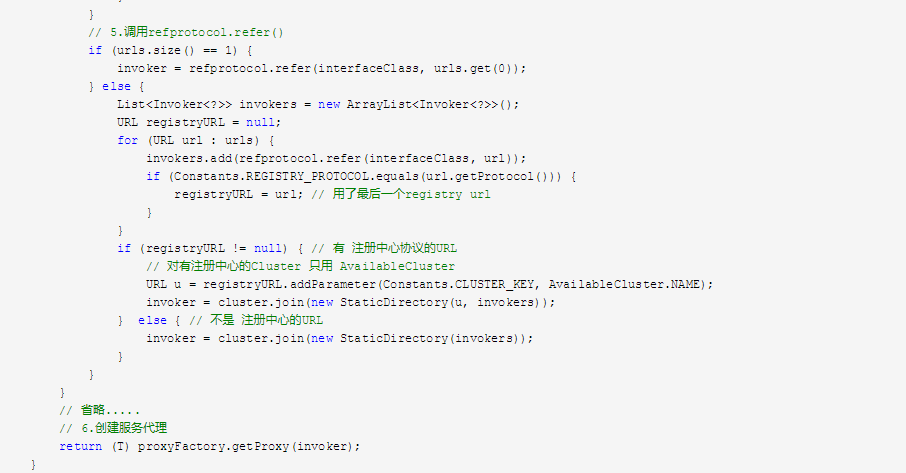 }
// 5.调用refprotocol.refer()
if (urls.size() == 1) {
invoker = refprotocol.refer(interfaceClass, urls.get(0));
} else {
List<Invoker<?>> invokers = new ArrayList<Invoker<?>>();
URL registryURL = null;
for (URL url : urls) {
invokers.add(refprotocol.refer(interfaceClass, url));
if (Constants.REGISTRY_PROTOCOL.equals(url.getProtocol())) {
registryURL = url; // 用了最后一个registry url
}
}
if (registryURL != null) { // 有 注册中心协议的URL
// 对有注册中心的Cluster 只用 AvailableCluster
URL u = registryURL.addParameter(Constants.CLUSTER_KEY, AvailableCluster.NAME);
invoker = cluster.join(new StaticDirectory(u, invokers));
}  else { // 不是 注册中心的URL
invoker = cluster.join(new StaticDirectory(invokers));
}
}
}
// 省略.....
// 6.创建服务代理
return (T) proxyFactory.getProxy(invoker);
}